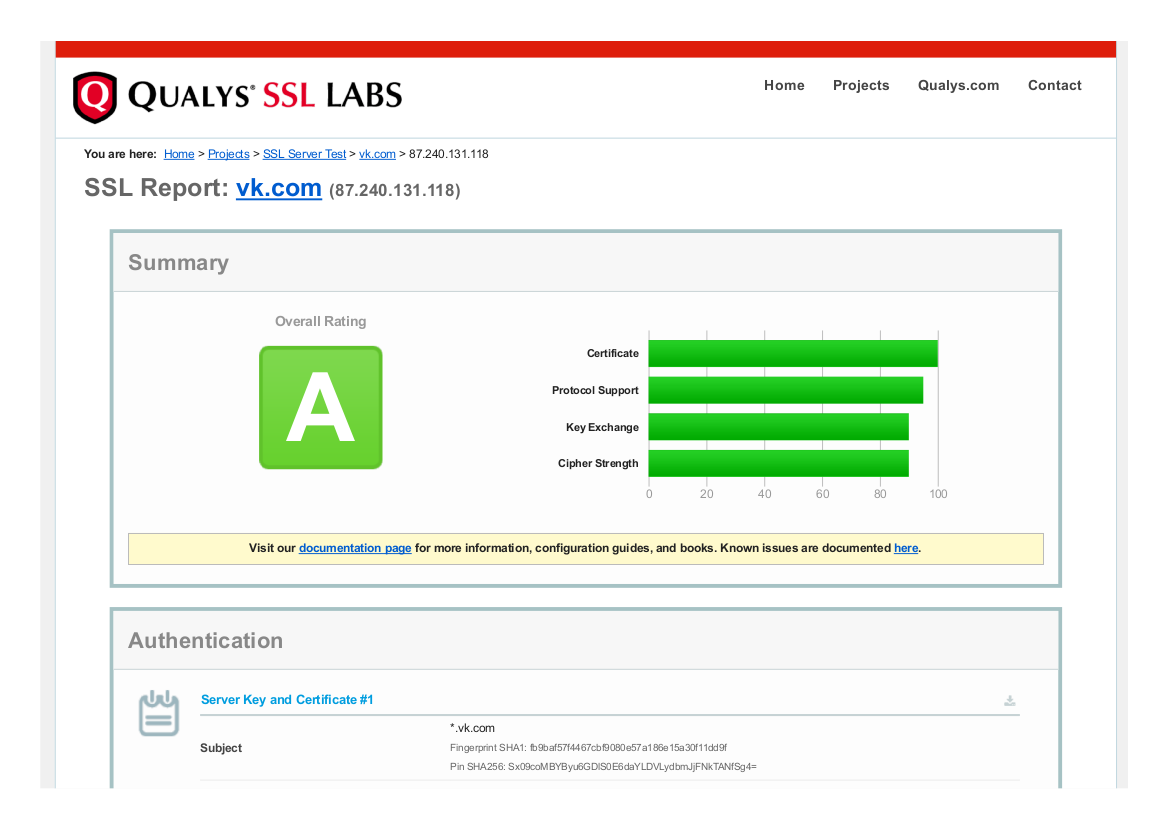 QUALYS® SSL LABS
Home Projects Qualys.com Contact
You are here: Home > Projects > SSL Server Test > vk.com > 87.240.131.118
SSL Report: vk.com (87.240.131.118)
Summary
Overall Rating
A
Certificate
Protocol Support
Key Exchange
Cipher Strength
0 20 40 60 80 100
Visit our documentation page for more information, configuration guides, and books. Known issues are documented here.
Authentication
Server Key and Certificate #1
Subject
*.vk.com
Fingerprint SHA1: fb9baf57f4467cbf9080e57a186e15a30f11dd9f
Pin SHA256: Sx09coMBYByu6GDlS0E6daYLDVLydbmJjFNkTANfSg4=